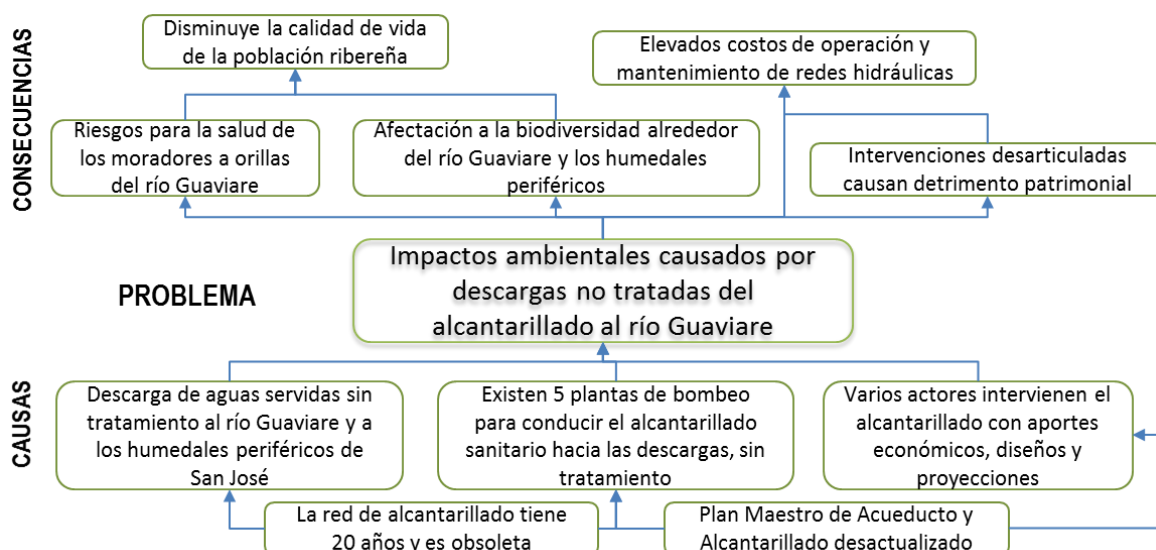 CONSECUENCIAS
Disminuye la calidad de vida
de la población ribereña
Elevados costos de operación y
mantenimiento de redes hidráulicas
Riesgos para la salud de
los moradores a orillas
del río Guaviare
Afectación a la biodiversidad alrededor
del río Guaviare y los humedales
periféricos
Intervenciones desarticuladas
causan detrimento patrimonial
PROBLEMA
Impactos ambientales causados por
descargas no tratadas del
alcantarillado al río Guaviare
CAUSAS
Descarga de aguas servidas sin
tratamiento al río Guaviare y a
los humedales periféricos de
San José
Existen 5 plantas de bombeo
para conducir el alcantarillado
sanitario hacia las descargas, sin
tratamiento
Varios actores intervienen el
alcantarillado con aportes
económicos, diseños y
proyecciones
La red de alcantarillado tiene
20 años y es obsoleta
Plan Maestro de Acueducto y
Alcantarillado desactualizado